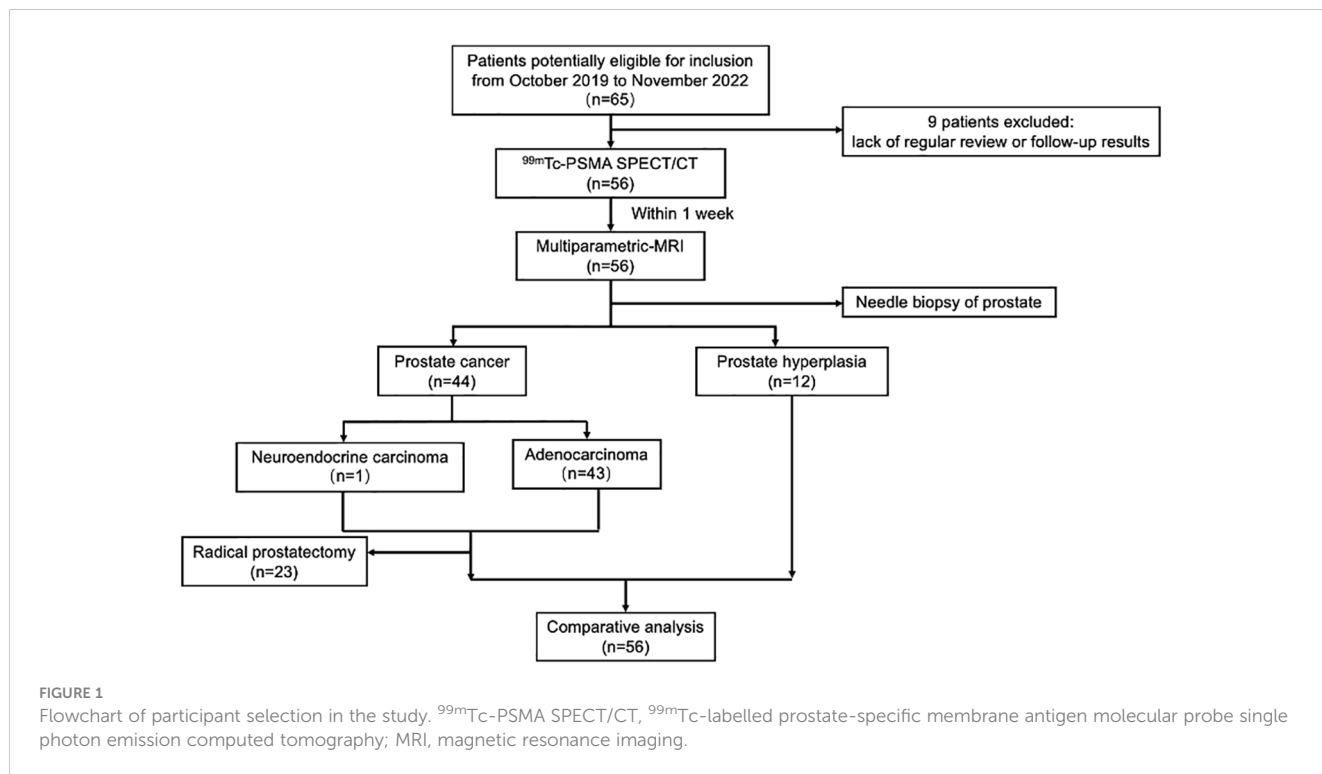 Patients potentially eligible for inclusion
from October 2019 to November 2022
(n=65)
9 patients excluded:
lack of regular review or follow-up results
99mTc-PSMA SPECT/CT
(n=56)
Within 1 week
Multiparametric-MRI
(n=56)
Needle biopsy of prostate
Prostate cancer
(n=44)
Prostate hyperplasia
(n=12)
Neuroendocrine carcinoma
(n=1)
Adenocarcinoma
(n=43)
Radical prostatectomy
(n=23)
Comparative analysis
(n=56)
FIGURE 1
Flowchart of participant selection in the study. 99mTc-PSMA SPECT/CT, 99mTc-labelled prostate-specific membrane antigen molecular probe single
photon emission computed tomography; MRI, magnetic resonance imaging.